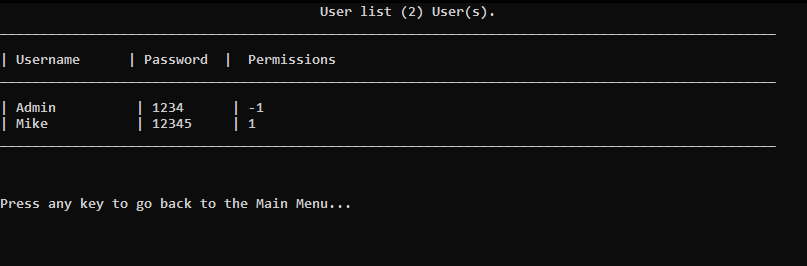 User list (2) User(s).
| Username | Password | Permissions
| Admin | 1234 | -1
| Mike | 12345 | 1
Press any key to go back to the Main Menu...